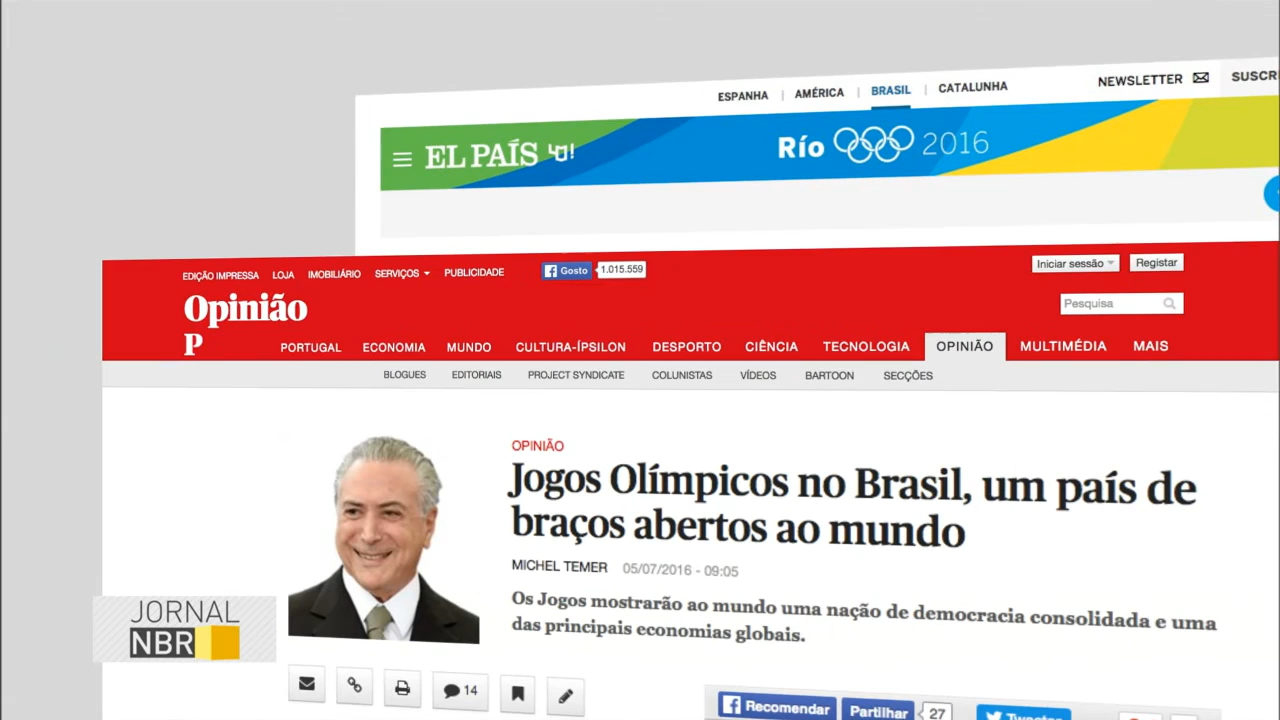 ESPANHA | AMÉRICA | BRASIL | CATALUNHA
NEWSLETTER
EL PAÍS
Río 2016
EDIÇÃO IMPRESSA LOJA IMOBILIÁRIO SERVIÇOS PUBLICIDADE
Gosto 1.015.559
Iniciar sessão Registar
Opinião
Pesquisa
P
PORTUGAL ECONOMIA MUNDO CULTURA-ÍPSILON DESPORTO CIÊNCIA TECNOLOGIA OPINIÃO MULTIMÉDIA MAIS
BLOGUES EDITORIAIS PROJECT SYNDICATE COLUNISTAS VÍDEOS BARTOON SECÇÕES
OPINIÃO
Jogos Olímpicos no Brasil, um país de
braços abertos ao mundo
MICHEL TEMER 05/07/2016 - 09:05
Os Jogos mostrarão ao mundo uma nação de democracia consolidada e uma
das principais economias globais.
JORNAL
NBR
14
Recomendar Partilhar 27